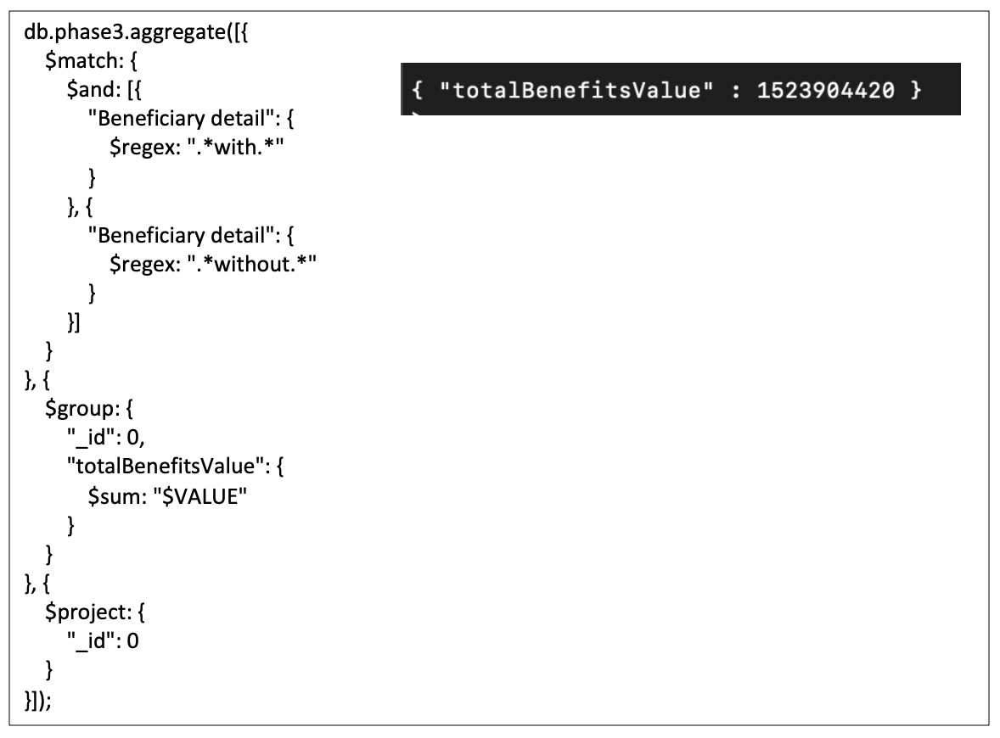 db.phase3.aggregate([{
$match: {
$and: [{
"Beneficiary detail": {
$regex: ".*with.*"
}
}, {
"Beneficiary detail": {
$regex: ".*without.*"
}
}]
}
}, {
$group: {
"_id": 0,
"totalBenefitsValue": {
$sum: "$VALUE"
}
}
}, {
$project: {
"_id": 0
}
}]);
{ "totalBenefitsValue" : 1523904420 }